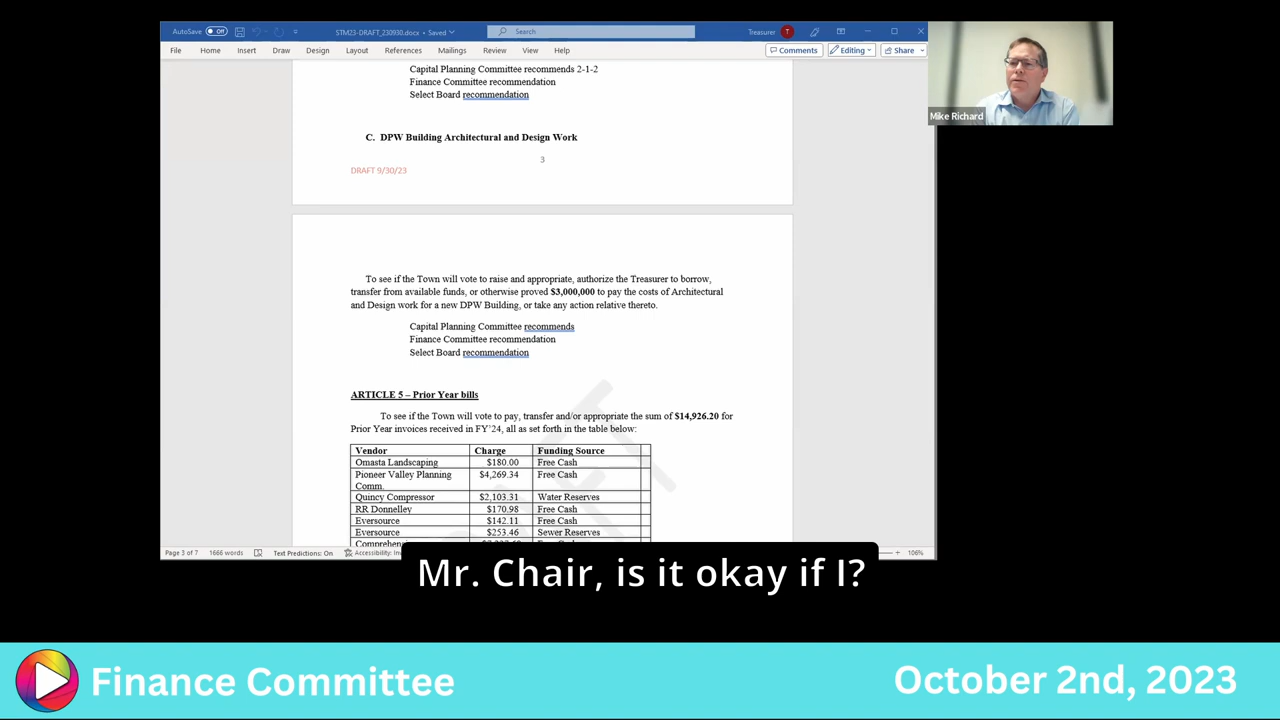 AutoSave Off
STM23-DRAFT_230930.docx • Saved
Search
Treasurer T
File Home Insert Draw Design Layout References Mailings Review View Help
Comments Editing Share
Capital Planning Committee recommends 2-1-2
Finance Committee recommendation
Select Board recommendation
C. DPW Building Architectural and Design Work
3
DRAFT 9/30/23
To see if the Town will vote to raise and appropriate, authorize the Treasurer to borrow,
transfer from available funds, or otherwise proved $3,000,000 to pay the costs of Architectural
and Design work for a new DPW Building, or take any action relative thereto.
Capital Planning Committee recommends
Finance Committee recommendation
Select Board recommendation
ARTICLE 5 – Prior Year bills
To see if the Town will vote to pay, transfer and/or appropriate the sum of $14,926.20 for
Prior Year invoices received in FY'24, all as set forth in the table below:
Vendor Charge Funding Source
Omasta Landscaping $180.00 Free Cash
Pioneer Valley Planning Comm. $4,269.34 Free Cash
Quincy Compressor $2,103.31 Water Reserves
RR Donnelley $170.98 Free Cash
Eversource $142.11 Free Cash
Eversource $253.46 Sewer Reserves
Page 3 of 7 1666 words Text Predictions: On
106%
Mike Richard
Mr. Chair, is it okay if I?
Finance Committee
October 2nd, 2023